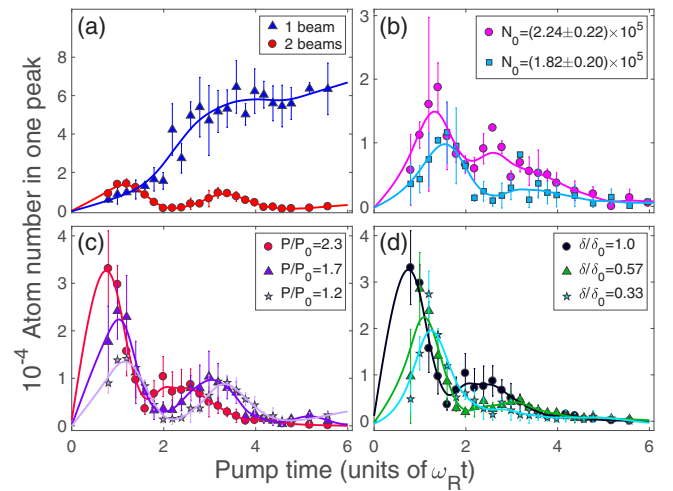 (a)
1 beam
2 beams
8
6
4
2
0
(b)
N₀=(2.24±0.22)×10⁵
N₀=(1.82±0.20)×10⁵
3
2
1
0
(c)
P/P₀=2.3
P/P₀=1.7
P/P₀=1.2
4
3
2
1
0
0 2 4 6
(d)
δ/δ₀=1.0
δ/δ₀=0.57
δ/δ₀=0.33
4
3
2
1
0
0 2 4 6
10⁻⁴ Atom number in one peak
Pump time (units of ω_R t)